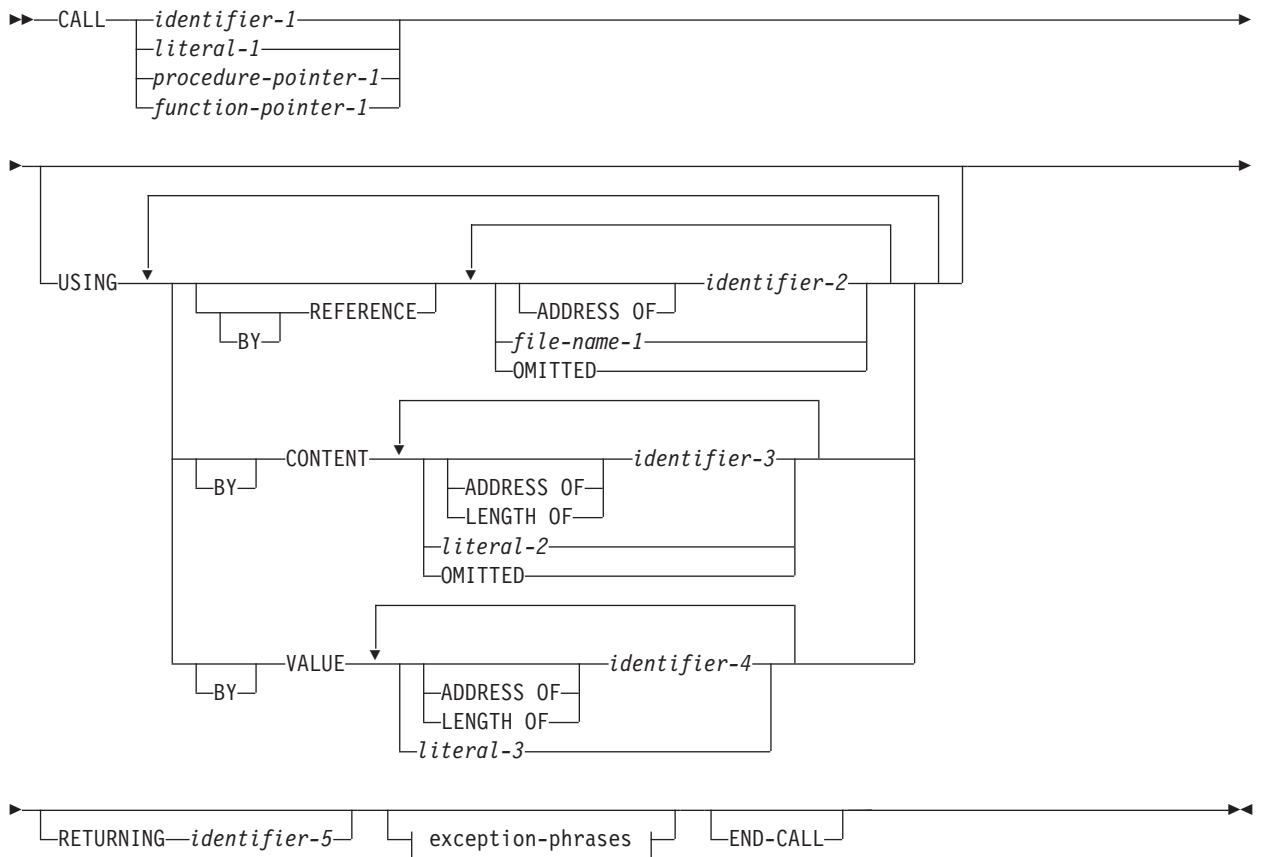 CALL identifier-1
literal-1
procedure-pointer-1
function-pointer-1
USING
BY REFERENCE ADDRESS OF identifier-2
file-name-1
OMITTED
BY CONTENT ADDRESS OF identifier-3
LENGTH OF
literal-2
OMITTED
BY VALUE ADDRESS OF identifier-4
LENGTH OF
literal-3
RETURNING identifier-5 exception-phrases END-CALL